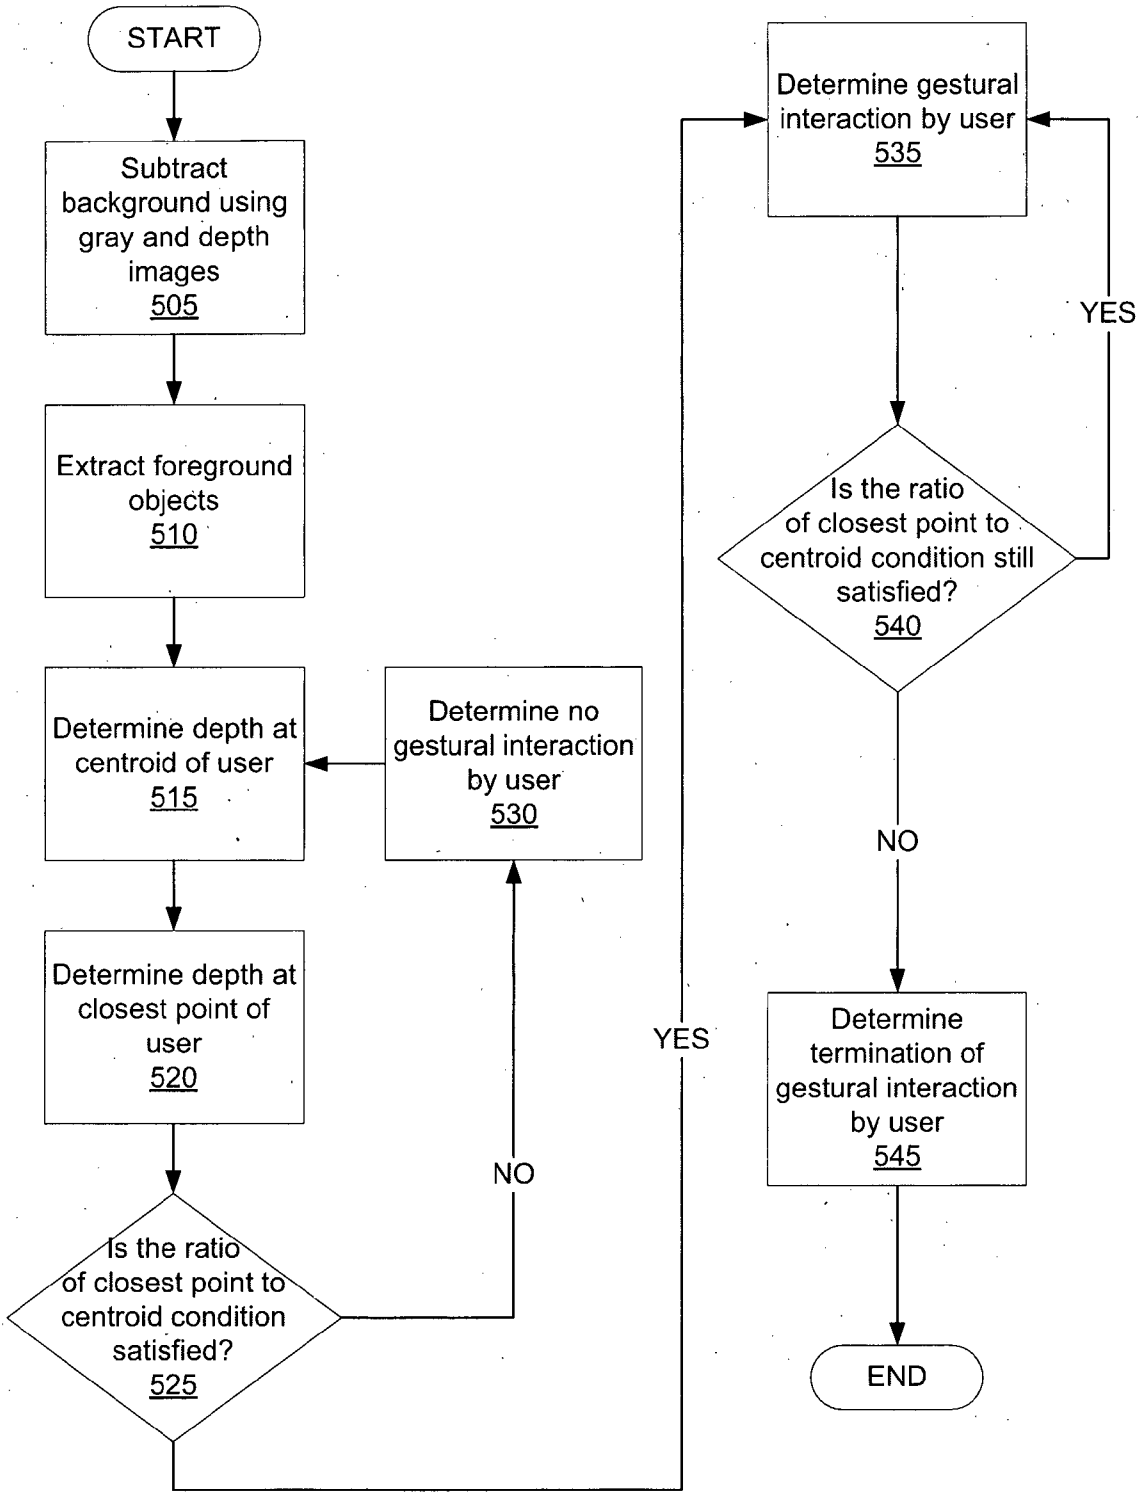 START
Subtract
background using
gray and depth
images
505
Extract foreground
objects
510
Determine depth at
centroid of user
515
Determine no
gestural interaction
by user
530
Determine depth at
closest point of
user
520
NO
Is the ratio
of closest point to
centroid condition
satisfied?
525
YES
Determine gestural
interaction by user
535
YES
Is the ratio
of closest point to
centroid condition still
satisfied?
540
NO
Determine
termination of
gestural interaction
by user
545
END